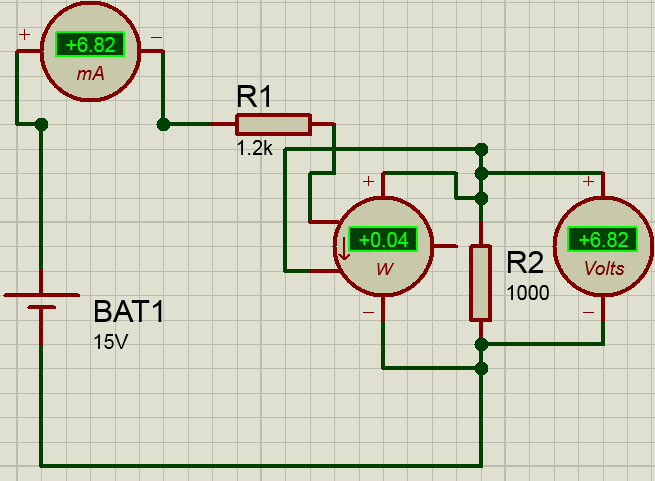 + −
+6.82
mA
R1
1.2k
+ +
+0.04
W
+6.82
Volts
R2
1000
− −
BAT1
15V